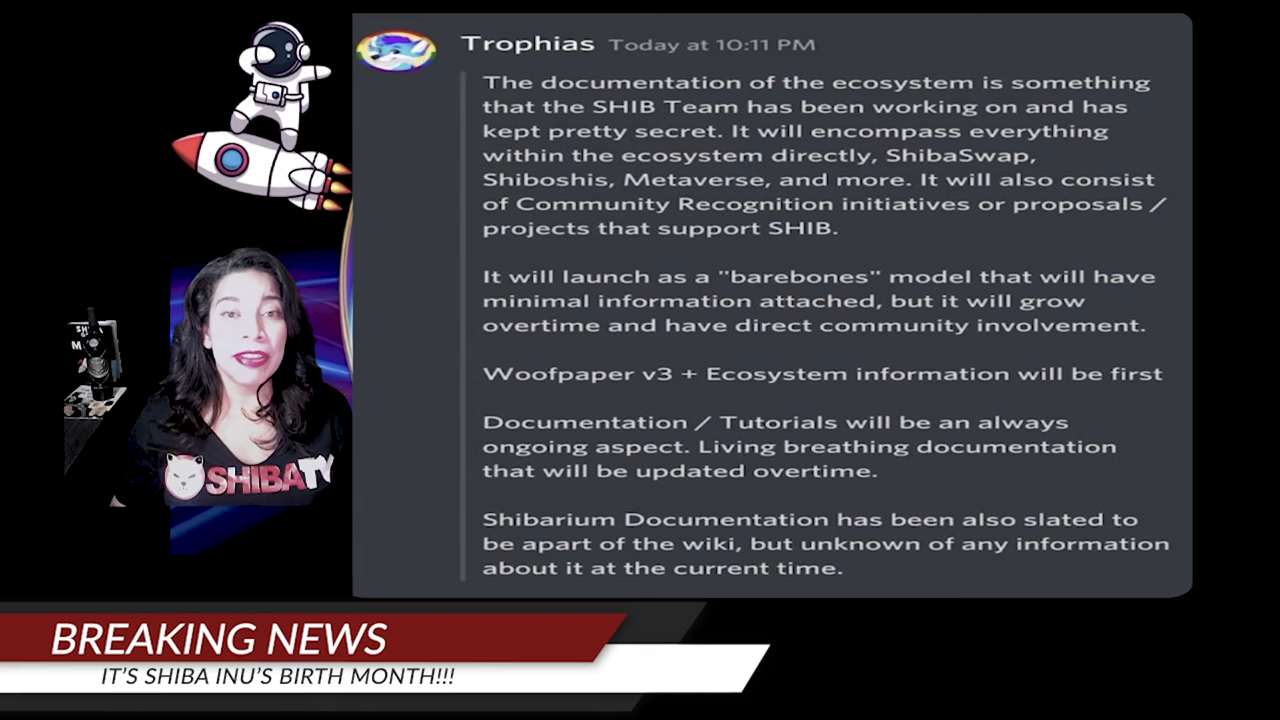 Trophias Today at 10:11 PM
The documentation of the ecosystem is something
that the SHIB Team has been working on and has
kept pretty secret. It will encompass everything
within the ecosystem directly, ShibaSwap,
Shiboshis, Metaverse, and more. It will also consist
of Community Recognition initiatives or proposals /
projects that support SHIB.
It will launch as a "barebones" model that will have
minimal information attached, but it will grow
overtime and have direct community involvement.
Woofpaper v3 + Ecosystem information will be first
Documentation / Tutorials will be an always
ongoing aspect. Living breathing documentation
that will be updated overtime.
Shibarium Documentation has been also slated to
be apart of the wiki, but unknown of any information
about it at the current time.
SHIBATV
BREAKING NEWS
IT'S SHIBA INU'S BIRTH MONTH!!!